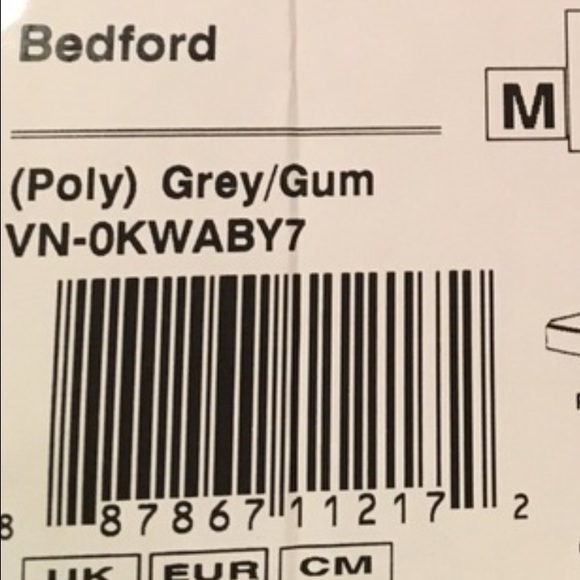 Bedford
M
(Poly) Grey/Gum
VN-0KWABY7
8 87867 11217 2
UK EUR CM